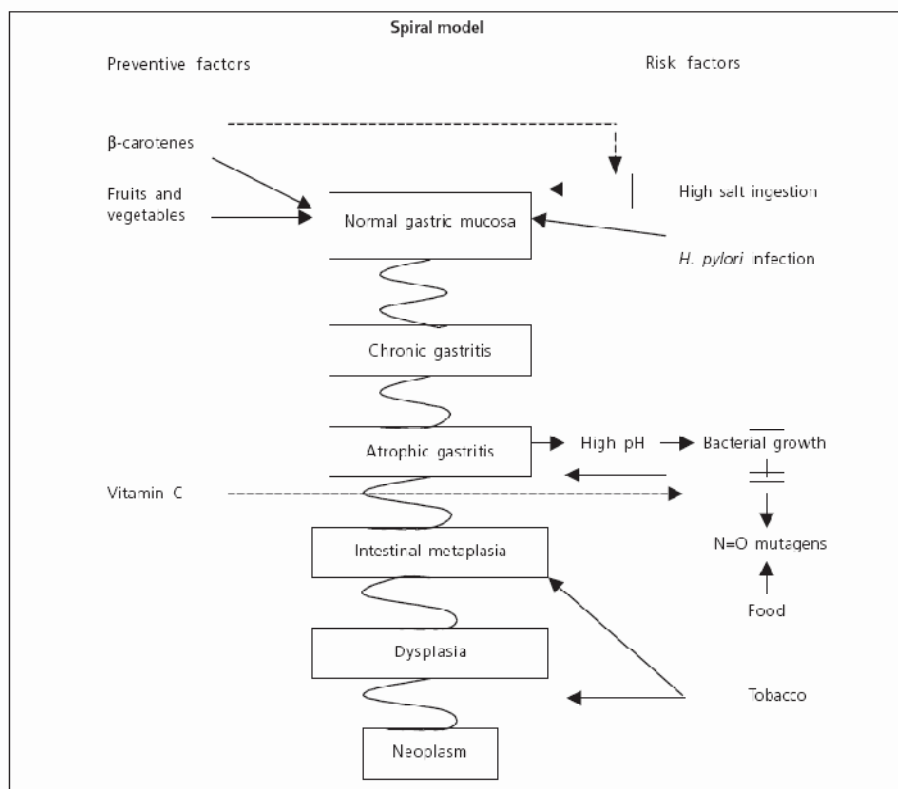 Spiral model
Preventive factors
Risk factors
β-carotenes
Fruits and
vegetables
Normal gastric mucosa
High salt ingestion
H. pylori infection
Chronic gastritis
Atrophic gastritis
High pH
Bacterial growth
Vitamin C
Intestinal metaplasia
N=O mutagens
Food
Dysplasia
Tobacco
Neoplasm